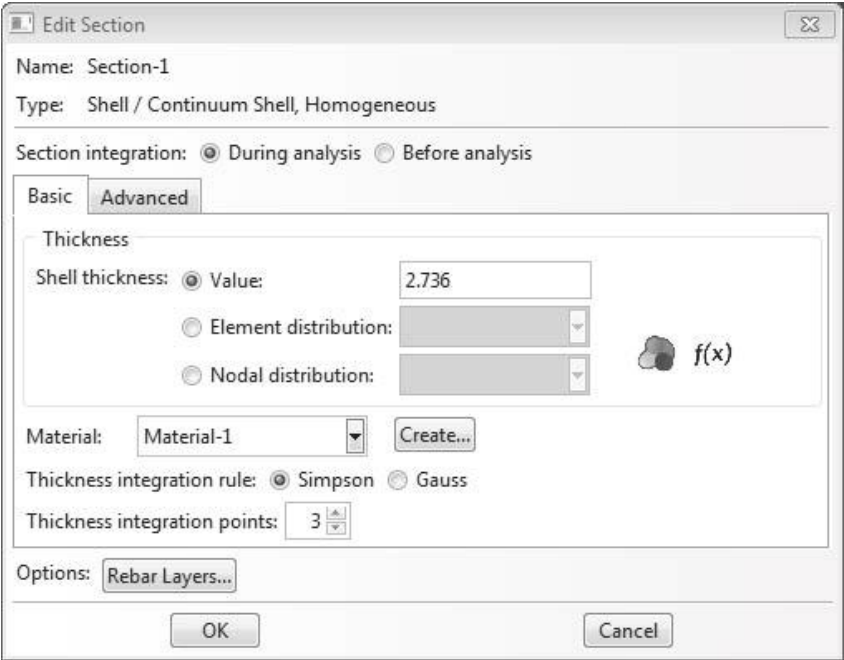 Edit Section
Name: Section-1
Type: Shell / Continuum Shell, Homogeneous
Section integration: During analysis Before analysis
Basic Advanced
Thickness
Shell thickness: Value: 2.736
Element distribution:
f(x)
Nodal distribution:
Material: Material-1 Create...
Thickness integration rule: Simpson Gauss
Thickness integration points: 3
Options: Rebar Layers...
OK Cancel